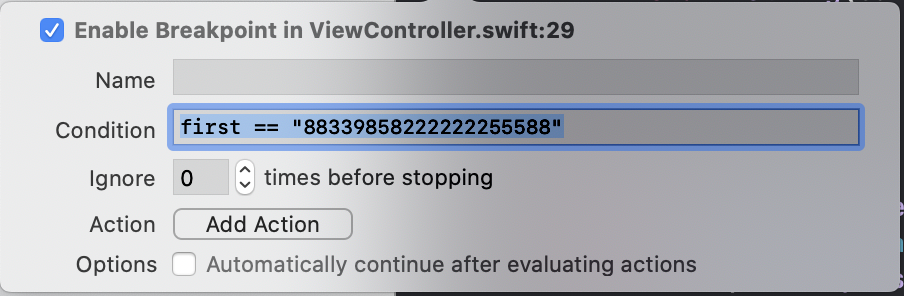 Enable Breakpoint in ViewController.swift:29
Name
Condition first == "88339858222222255588"
Ignore 0 times before stopping
Action Add Action
Options Automatically continue after evaluating actions